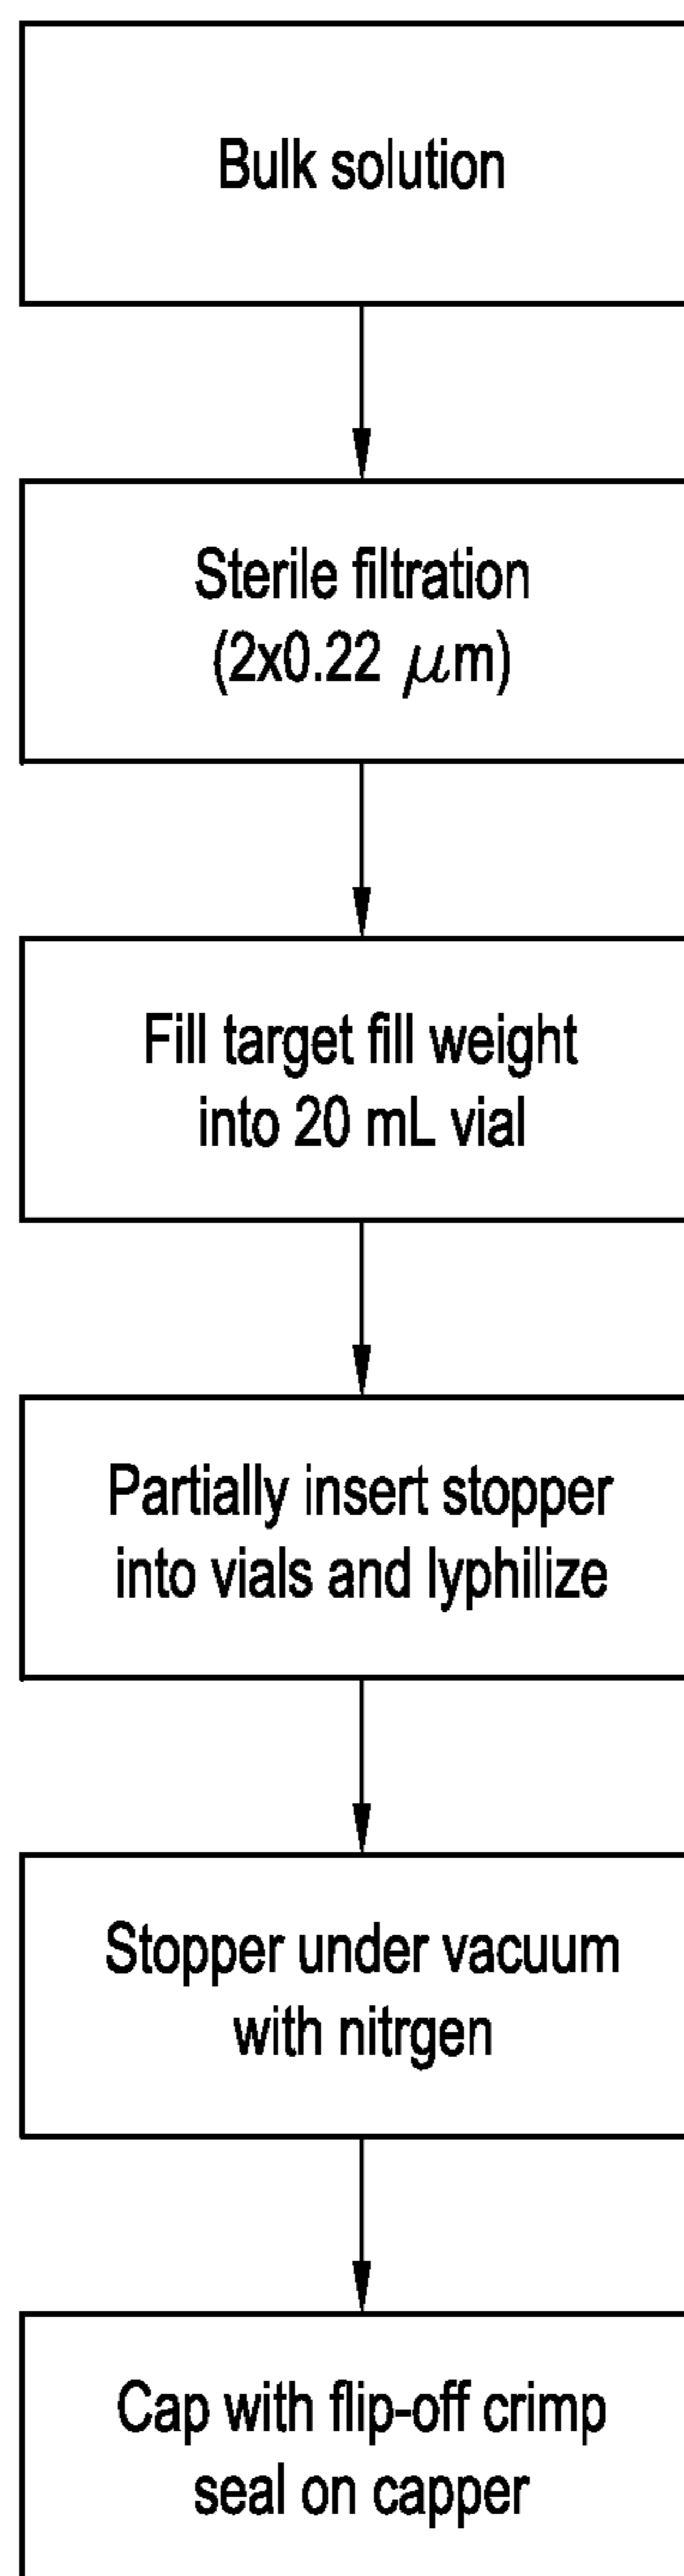 Bulk solution
Sterile filtration
(2x0.22 μm)
Fill target fill weight
into 20 mL vial
Partially insert stopper
into vials and lyphilize
Stopper under vacuum
with nitrgen
Cap with flip-off crimp
seal on capper